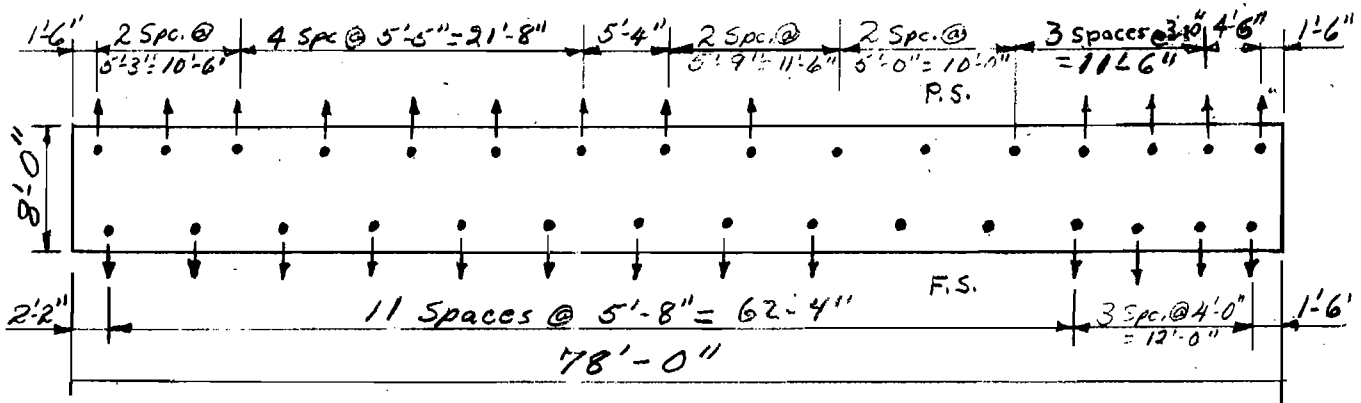 1'-6" 2 Spc. @ 4 Spc @ 5'-5" = 21'-8" 5'-4" 2 Spc. @ 2 Spc. @ 3 Spaces @ 3'-10" 4'-6" 1'-6"
5'-3" = 10'-6" 5'-9" = 11'-6" 5'-0" = 10'-0" = 11'-6"
P.S.
8'-0"
F.S.
2'-2" 11 Spaces @ 5'-8" = 62'-4" 3 Spc. @ 4'-0" 1'-6"
= 12'-0"
78'-0"